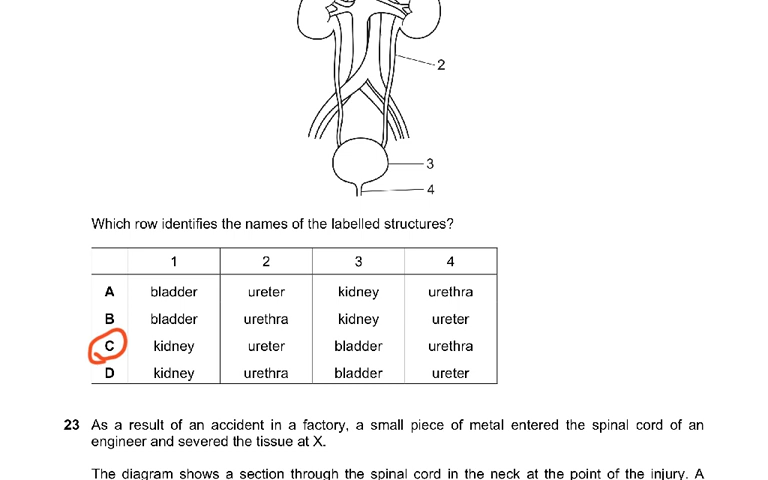 2
3
4
Which row identifies the names of the labelled structures?
1 2 3 4
A bladder ureter kidney urethra
B bladder urethra kidney ureter
C kidney ureter bladder urethra
D kidney urethra bladder ureter
23 As a result of an accident in a factory, a small piece of metal entered the spinal cord of an
engineer and severed the tissue at X.
The diagram shows a section through the spinal cord in the neck at the point of the injury. A